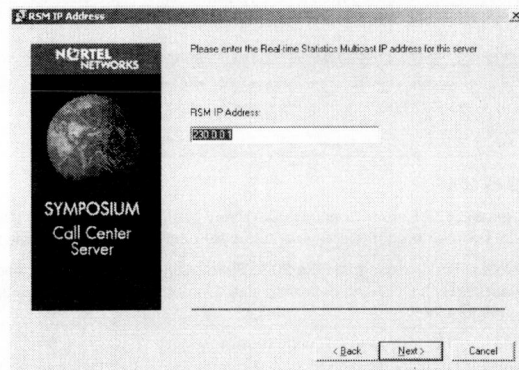 RSM IP Address
Please enter the Real-time Statistics Multicast IP address for this server
NORTEL
NETWORKS
RSM IP Address:
230.0.0.1
SYMPOSIUM
Call Center
Server
< Back
Next >
Cancel